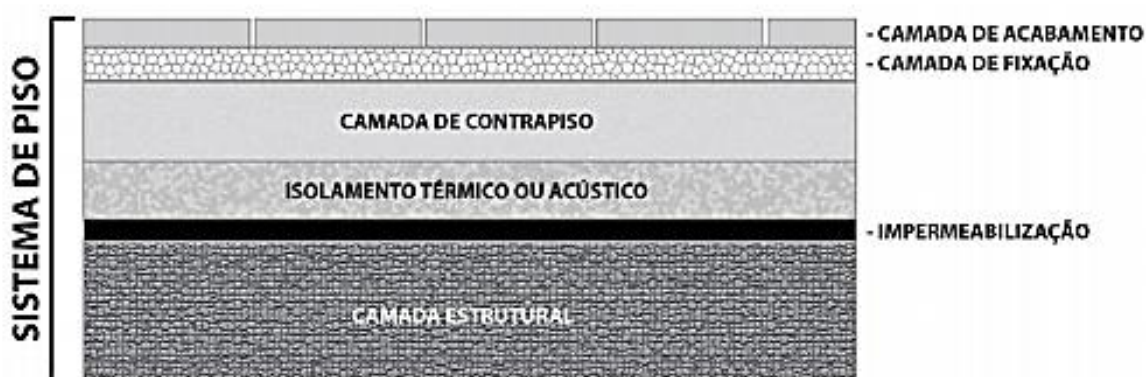 SISTEMA DE PISO
- CAMADA DE ACABAMENTO
- CAMADA DE FIXAÇÃO
CAMADA DE CONTRAPISO
ISOLAMENTO TÉRMICO OU ACÚSTICO
- IMPERMEABILIZAÇÃO
CAMADA ESTRUTURAL